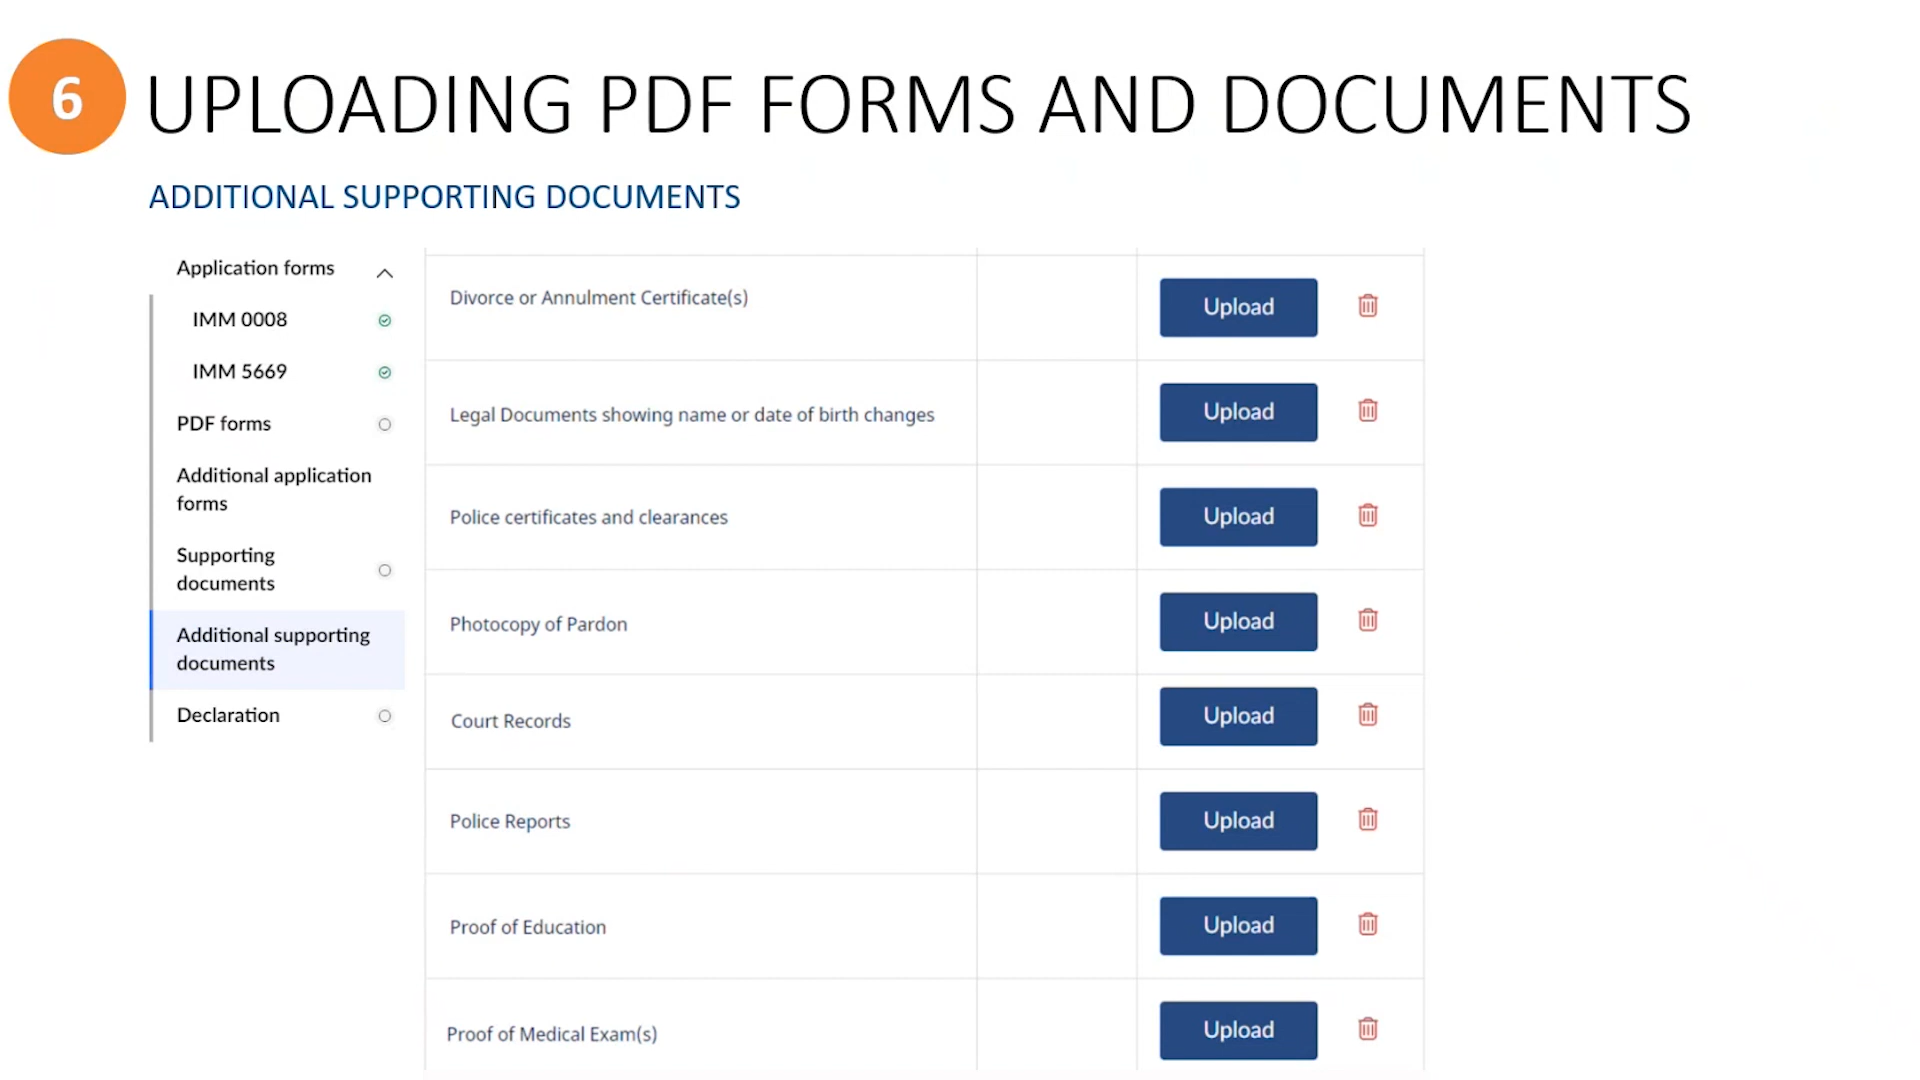 6
UPLOADING PDF FORMS AND DOCUMENTS
ADDITIONAL SUPPORTING DOCUMENTS
Application forms
IMM 0008
IMM 5669
PDF forms
Additional application
forms
Supporting
documents
Additional supporting
documents
Declaration
Divorce or Annulment Certificate(s)
Upload
Legal Documents showing name or date of birth changes
Upload
Police certificates and clearances
Upload
Photocopy of Pardon
Upload
Court Records
Upload
Police Reports
Upload
Proof of Education
Upload
Proof of Medical Exam(s)
Upload